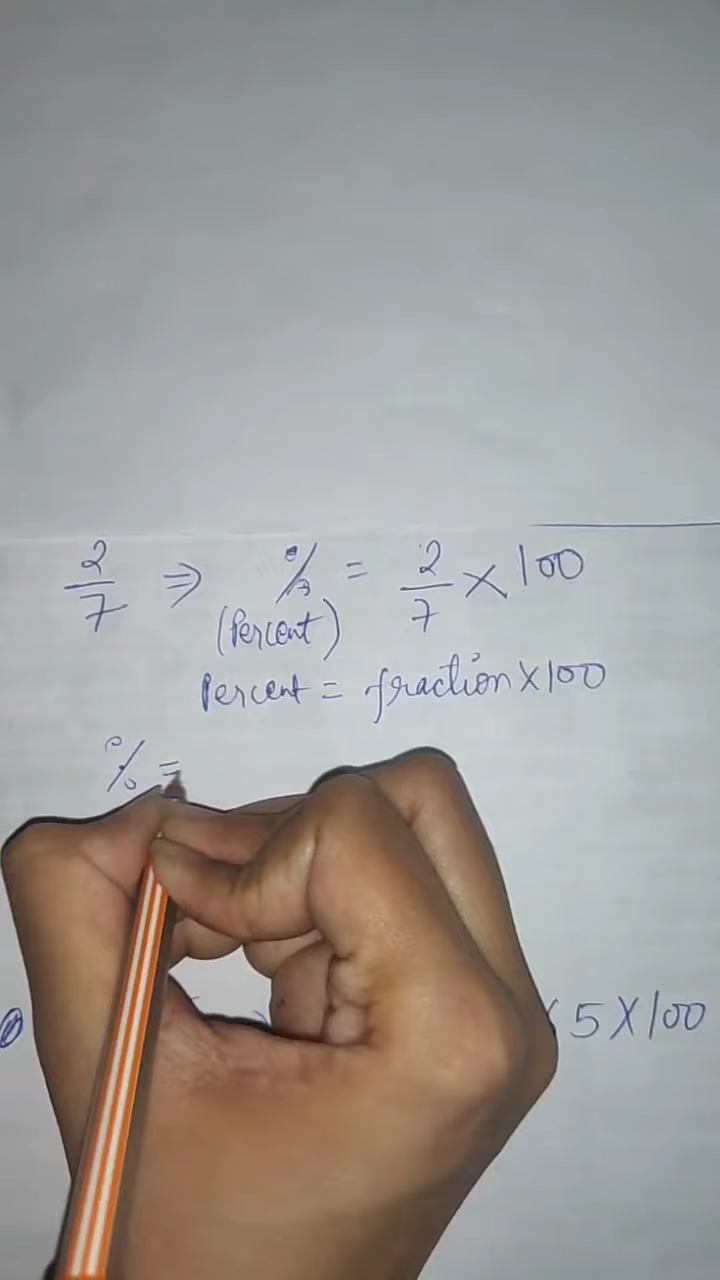 2/7 ⇒ % = 2/7 × 100
(Percent)
Percent = fraction × 100
% =
5 × 100